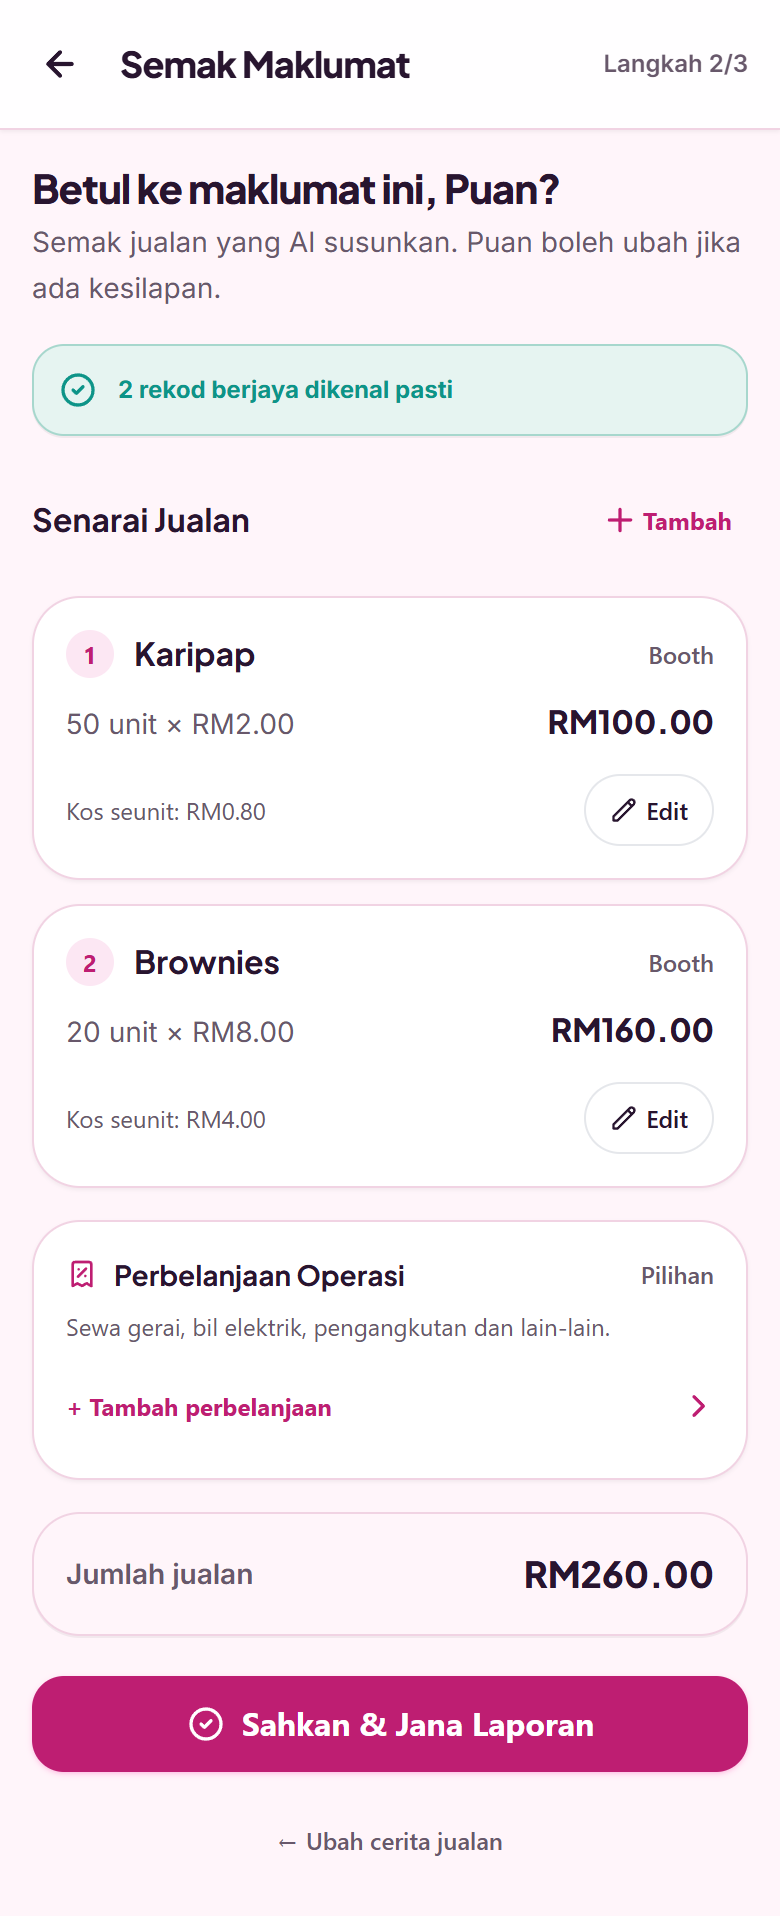 Semak Maklumat
Langkah 2/3
Betul ke maklumat ini, Puan?
Semak jualan yang AI susunkan. Puan boleh ubah jika
ada kesilapan.
2 rekod berjaya dikenal pasti
Senarai Jualan
+ Tambah
1 Karipap
Booth
50 unit × RM2.00
RM100.00
Kos seunit: RM0.80
Edit
2 Brownies
Booth
20 unit × RM8.00
RM160.00
Kos seunit: RM4.00
Edit
Perbelanjaan Operasi
Pilihan
Sewa gerai, bil elektrik, pengangkutan dan lain-lain.
+ Tambah perbelanjaan
Jumlah jualan
RM260.00
Sahkan & Jana Laporan
← Ubah cerita jualan